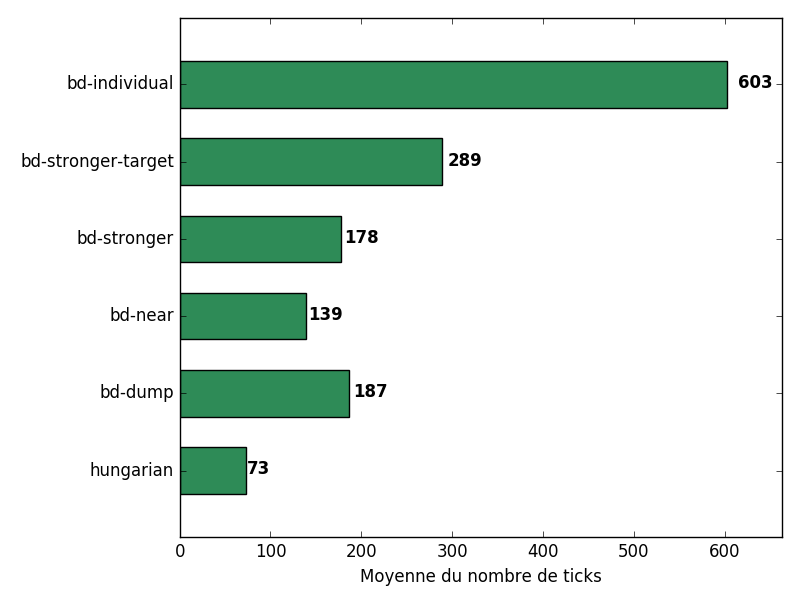 bd-individual 603
bd-stronger-target 289
bd-stronger 178
bd-near 139
bd-dump 187
hungarian 73
0 100 200 300 400 500 600
Moyenne du nombre de ticks